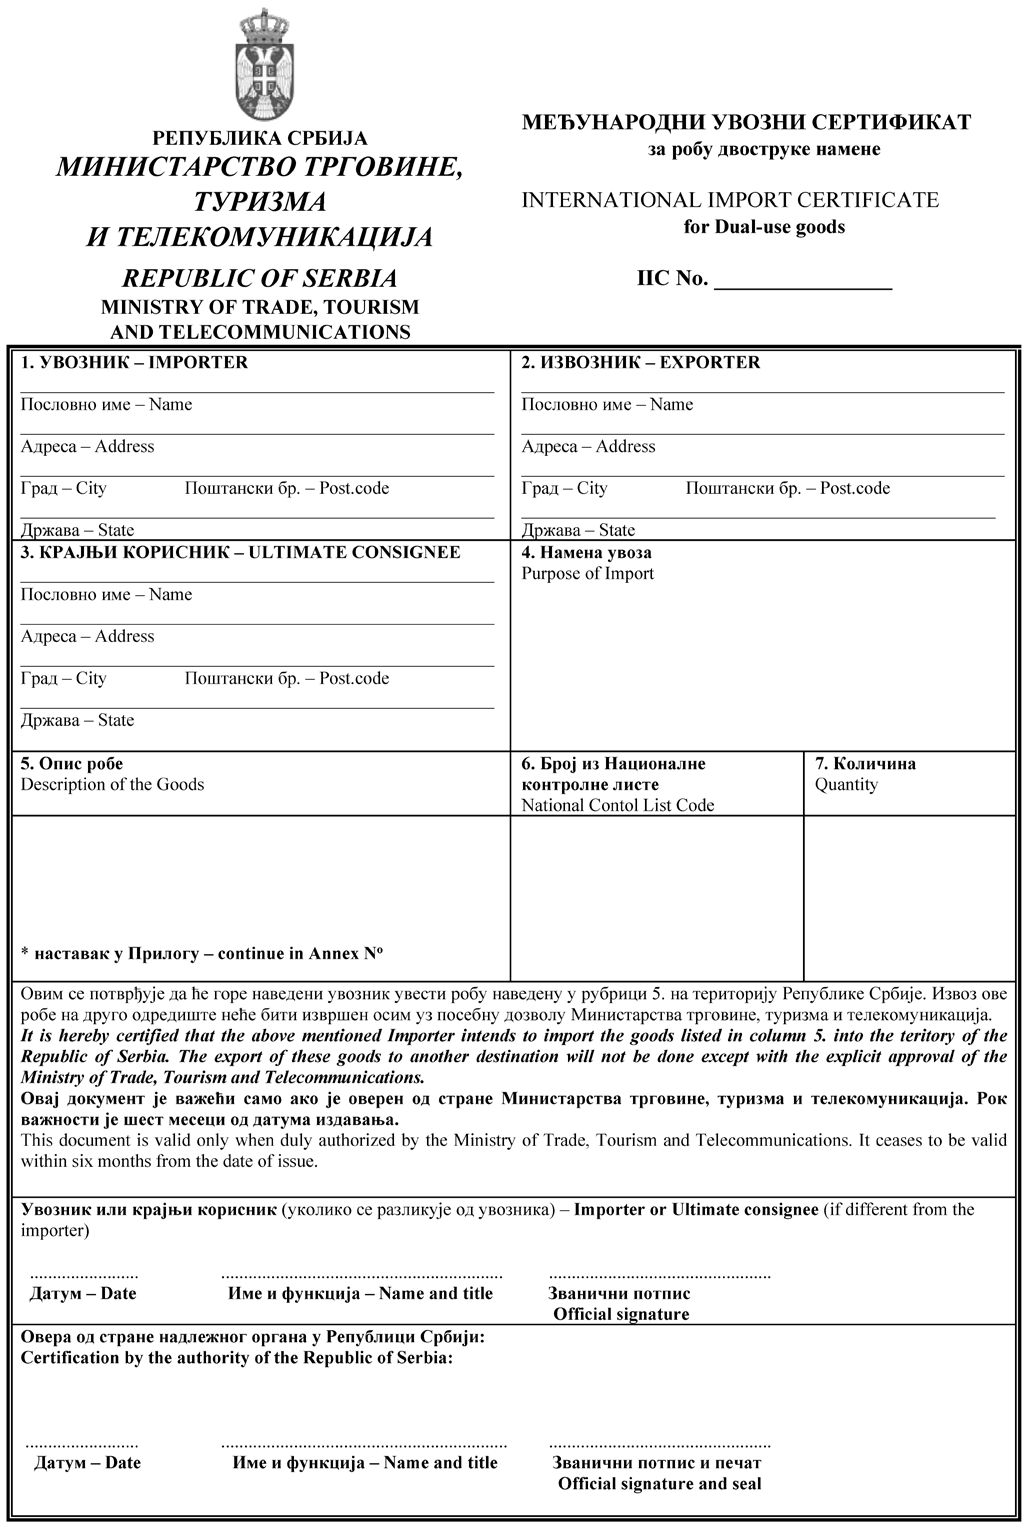 РЕПУБЛИКА СРБИЈА
МИНИСТАРСТВО ТРГОВИНЕ,
ТУРИЗМА
И ТЕЛЕКОМУНИКАЦИЈА
REPUBLIC OF SERBIA
MINISTRY OF TRADE, TOURISM
AND TELECOMMUNICATIONS
МЕЂУНАРОДНИ УВОЗНИ СЕРТИФИКАТ
за робу двоструке намене
INTERNATIONAL IMPORT CERTIFICATE
for Dual-use goods
IIC No. ________________
1. УВОЗНИК – IMPORTER
Пословно име – Name
Адреса – Address
Град – City Поштански бр. – Post.code
Држава – State
2. ИЗВОЗНИК – EXPORTER
Пословно име – Name
Адреса – Address
Град – City Поштански бр. – Post.code
Држава – State
3. КРАЈЊИ КОРИСНИК – ULTIMATE CONSIGNEE
Пословно име – Name
Адреса – Address
Град – City Поштански бр. – Post.code
Држава – State
4. Намена увоза
Purpose of Import
5. Опис робе
Description of the Goods
6. Број из Националне
контролне листе
National Contol List Code
7. Количина
Quantity
* наставак у Прилогу – continue in Annex Nº
Овим се потврђује да ће горе наведени увозник увести робу наведену у рубрици 5. на територију Републике Србије. Извоз ове
робе на друго одредиште неће бити извршен осим уз посебну дозволу Министарства трговине, туризма и телекомуникација.
It is hereby certified that the above mentioned Importer intends to import the goods listed in column 5. into the teritory of the
Republic of Serbia. The export of these goods to another destination will not be done except with the explicit approval of the
Ministry of Trade, Tourism and Telecommunications.
Овај документ је важећи само ако је оверен од стране Министарства трговине, туризма и телекомуникација. Рок
важности је шест месеци од датума издавања.
This document is valid only when duly authorized by the Ministry of Trade, Tourism and Telecommunications. It ceases to be valid
within six months from the date of issue.
Увозник или крајњи корисник (уколико се разликује од увозника) – Importer or Ultimate consignee (if different from the
importer)
Датум – Date Име и функција – Name and title Званични потпис
Official signature
Овера од стране надлежног органа у Републици Србији:
Certification by the authority of the Republic of Serbia:
Датум – Date Име и функција – Name and title Званични потпис и печат
Official signature and seal